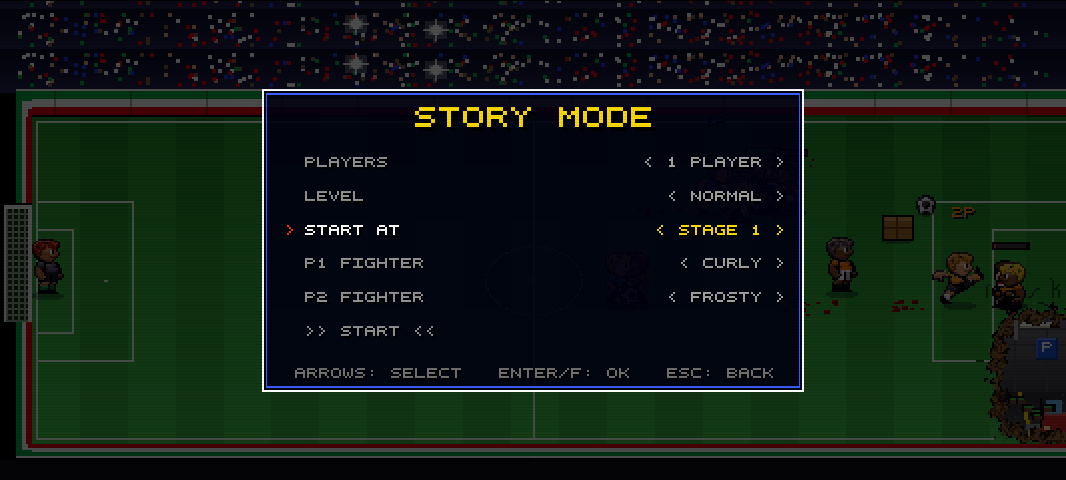 STORY MODE
PLAYERS < 1 PLAYER >
LEVEL < NORMAL >
> START AT < STAGE 1 >
P1 FIGHTER < CURLY >
P2 FIGHTER < FROSTY >
>> START <<
ARROWS: SELECT ENTER/F: OK ESC: BACK
2P
P